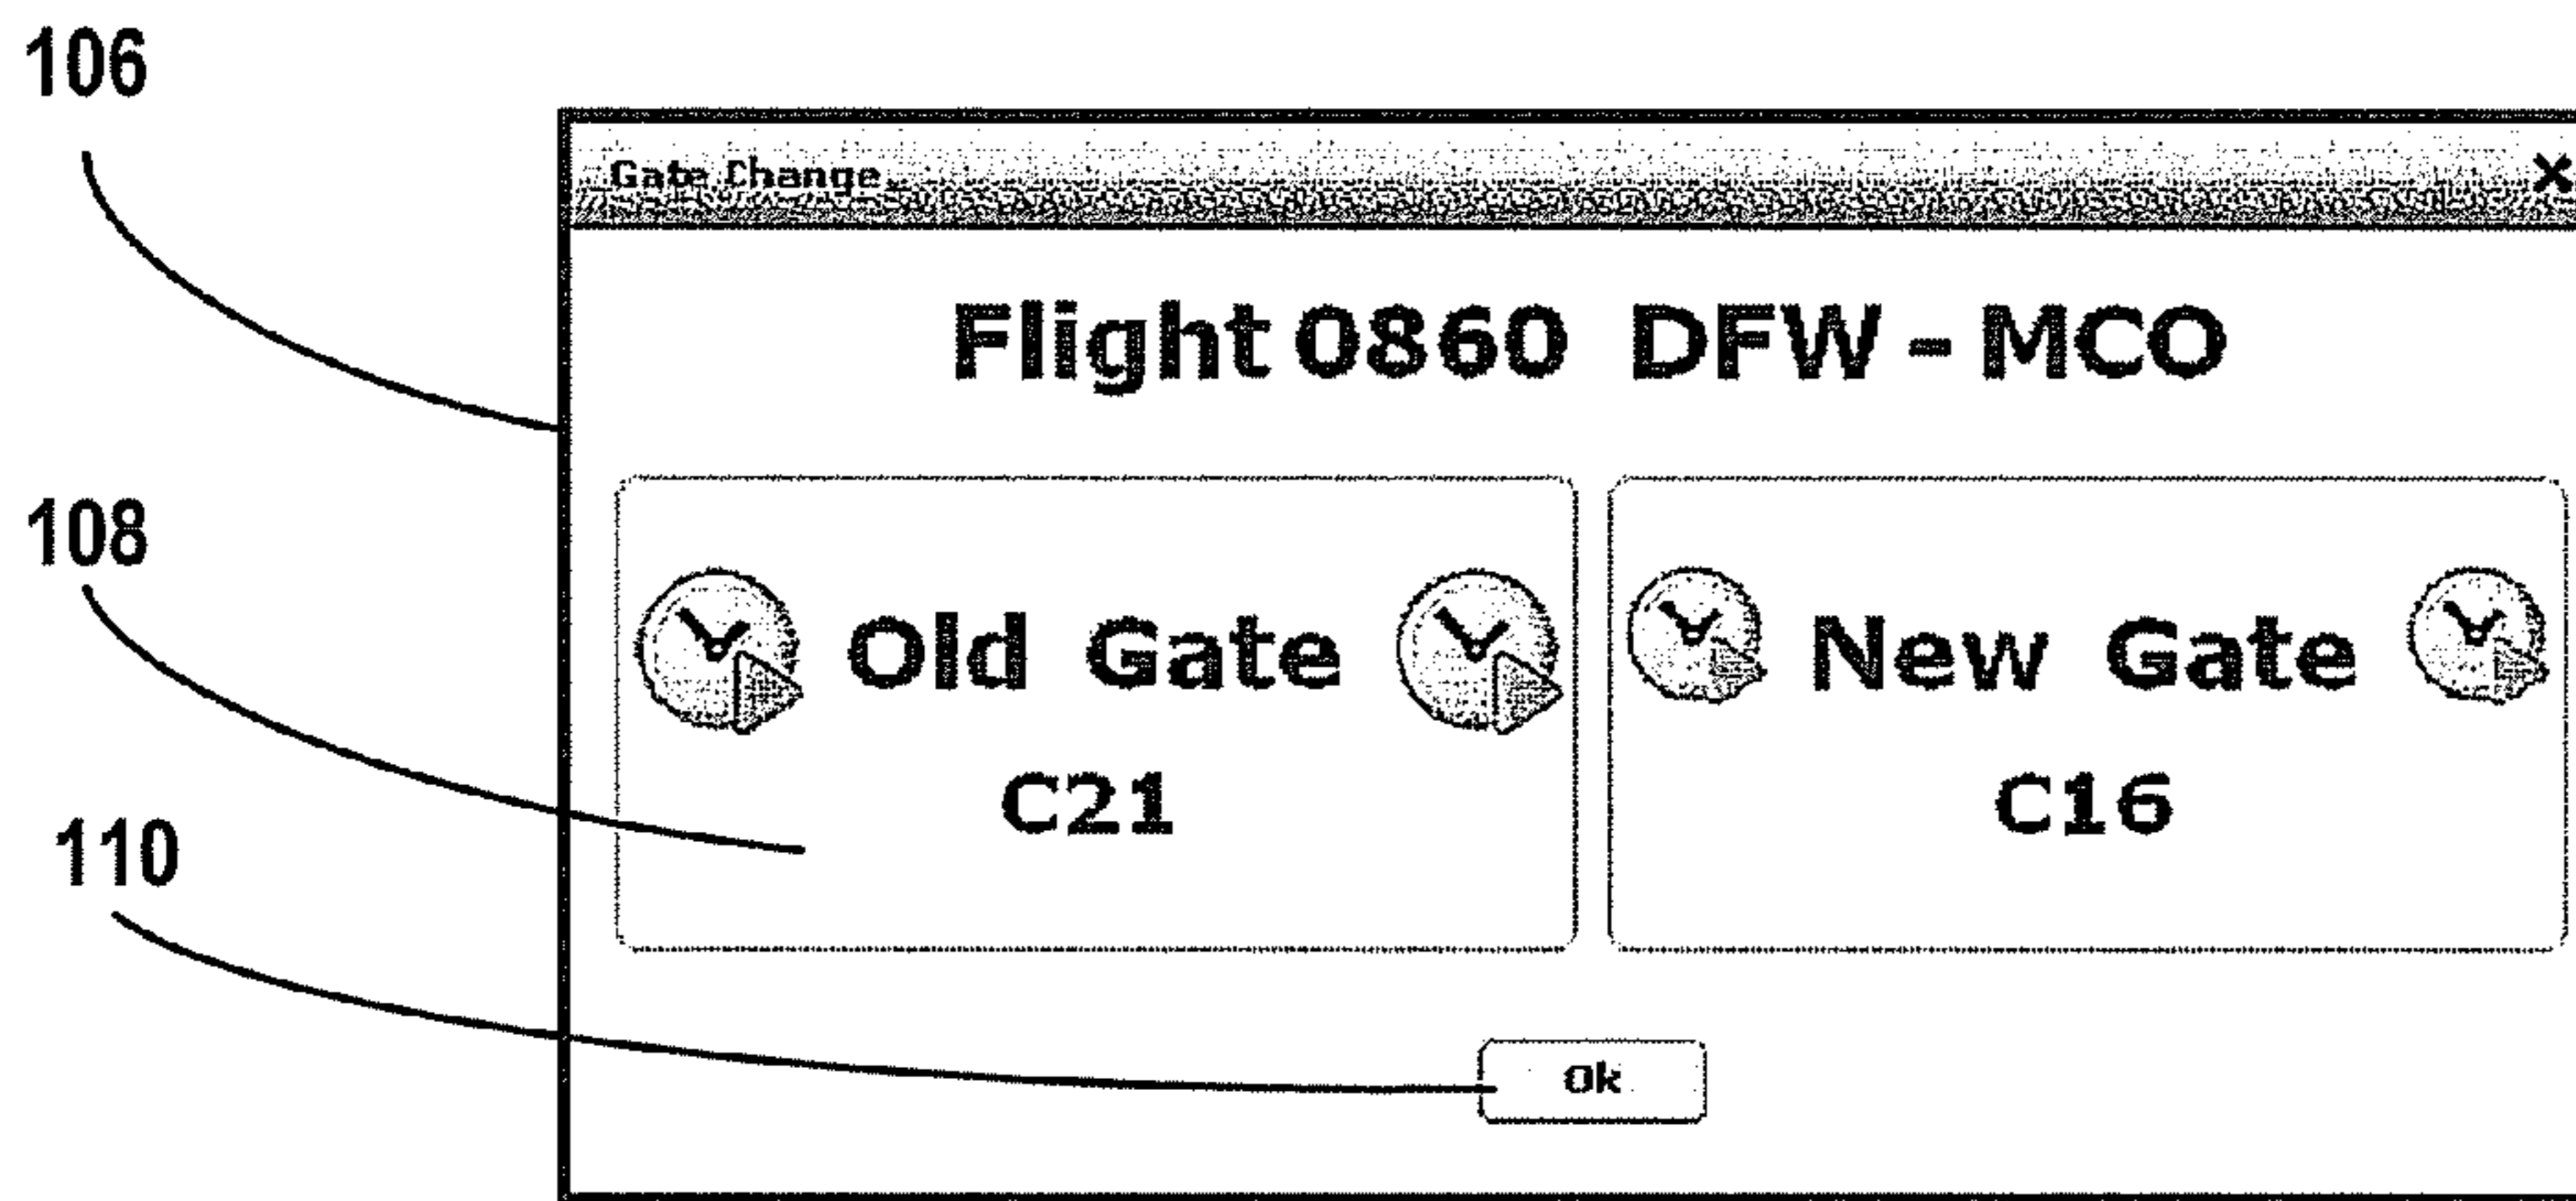 106
Gate Change
Flight 0860 DFW - MCO
108
Old Gate New Gate
C21 C16
110
Ok